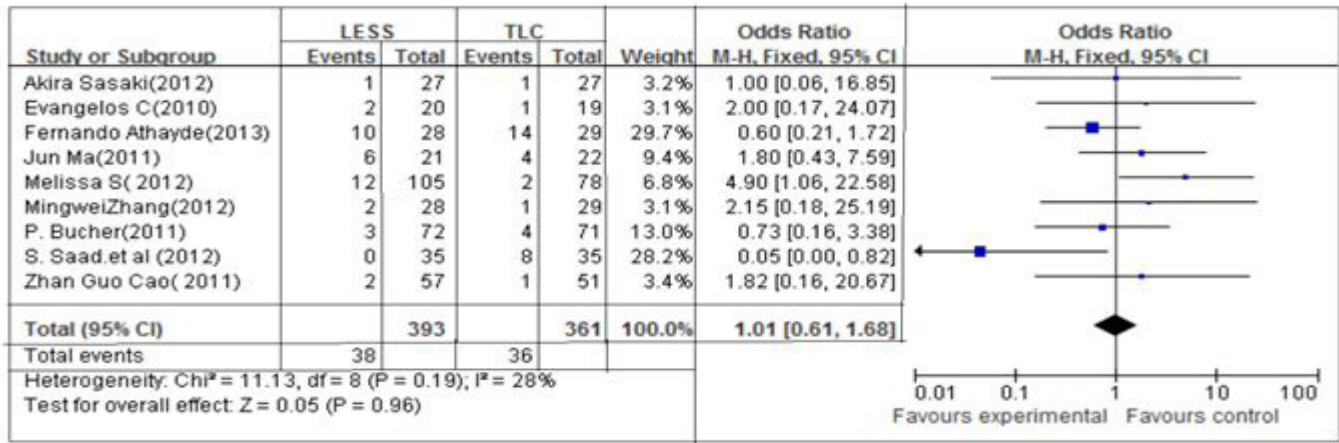 LESS TLC Odds Ratio Odds Ratio
Study or Subgroup Events Total Events Total Weight M-H, Fixed, 95% CI M-H, Fixed, 95% CI
Akira Sasaki(2012) 1 27 1 27 3.2% 1.00 [0.06, 16.85]
Evangelos C(2010) 2 20 1 19 3.1% 2.00 [0.17, 24.07]
Fernando Athayde(2013) 10 28 14 29 29.7% 0.60 [0.21, 1.72]
Jun Ma(2011) 6 21 4 22 9.4% 1.80 [0.43, 7.59]
Melissa S( 2012) 12 105 2 78 6.8% 4.90 [1.06, 22.58]
MingweiZhang(2012) 2 28 1 29 3.1% 2.15 [0.18, 25.19]
P. Bucher(2011) 3 72 4 71 13.0% 0.73 [0.16, 3.38]
S. Saad.et al (2012) 0 35 8 35 28.2% 0.05 [0.00, 0.82]
Zhan Guo Cao( 2011) 2 57 1 51 3.4% 1.82 [0.16, 20.67]
Total (95% CI) 393 361 100.0% 1.01 [0.61, 1.68]
Total events 38 36
Heterogeneity: Chi² = 11.13, df = 8 (P = 0.19); I² = 28%
Test for overall effect: Z = 0.05 (P = 0.96)
0.01 0.1 1 10 100
Favours experimental Favours control